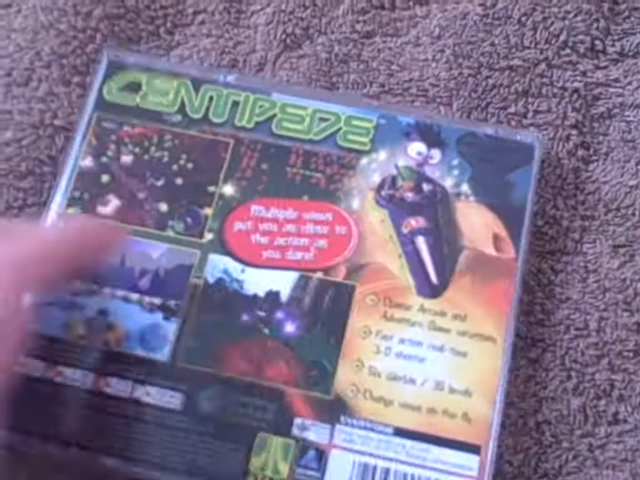 CENTIPEDE
Multiple views
put you as close to
the action as
you dare!
Classic Arcade and
Adventure Game versions
Fast action real-time
3-D shooter
Six worlds / 35 levels
Change views on-the-fly